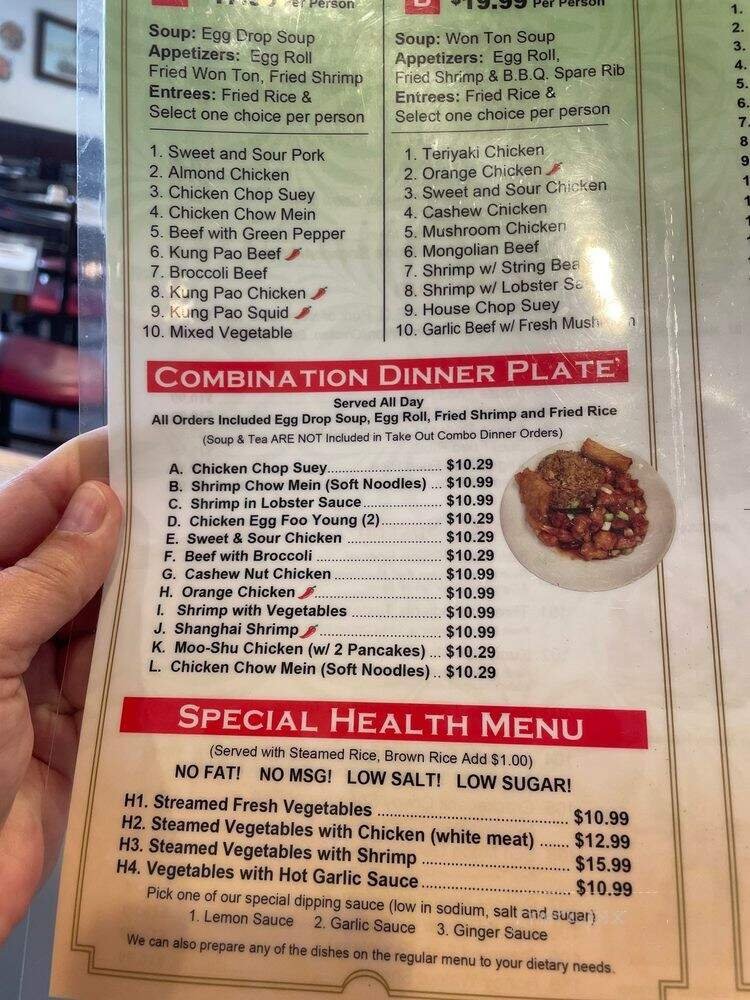 $19.99 Per Person
Soup: Egg Drop Soup
Appetizers: Egg Roll
Fried Won Ton, Fried Shrimp
Entrees: Fried Rice &
Select one choice per person
1. Sweet and Sour Pork
2. Almond Chicken
3. Chicken Chop Suey
4. Chicken Chow Mein
5. Beef with Green Pepper
6. Kung Pao Beef
7. Broccoli Beef
8. Kung Pao Chicken
9. Kung Pao Squid
10. Mixed Vegetable
Soup: Won Ton Soup
Appetizers: Egg Roll,
Fried Shrimp & B.B.Q. Spare Rib
Entrees: Fried Rice &
Select one choice per person
1. Teriyaki Chicken
2. Orange Chicken
3. Sweet and Sour Chicken
4. Cashew Chicken
5. Mushroom Chicken
6. Mongolian Beef
7. Shrimp w/ String
8. Shrimp w/ Lobster
9. House Chop Suey
10. Garlic Beef w/ Fresh
COMBINATION DINNER PLATE
Served All Day
All Orders Included Egg Drop Soup, Egg Roll, Fried Shrimp and Fried Rice
(Soup & Tea ARE NOT Included in Take Out Combo Dinner Orders)
A. Chicken Chop Suey........................ $10.29
B. Shrimp Chow Mein (Soft Noodles) ... $10.99
C. Shrimp in Lobster Sauce................. $10.99
D. Chicken Egg Foo Young (2)............. $10.29
E. Sweet & Sour Chicken .................... $10.29
F. Beef with Broccoli .......................... $10.29
G. Cashew Nut Chicken ...................... $10.99
H. Orange Chicken .......................... $10.99
I. Shrimp with Vegetables ................... $10.99
J. Shanghai Shrimp .......................... $10.99
K. Moo-Shu Chicken (w/ 2 Pancakes) ... $10.29
L. Chicken Chow Mein (Soft Noodles) .. $10.29
SPECIAL HEALTH MENU
(Served with Steamed Rice, Brown Rice Add $1.00)
NO FAT! NO MSG! LOW SALT! LOW SUGAR!
H1. Streamed Fresh Vegetables ................................ $10.99
H2. Steamed Vegetables with Chicken (white meat) ...... $12.99
H3. Steamed Vegetables with Shrimp .......................... $15.99
H4. Vegetables with Hot Garlic Sauce.......................... $10.99
Pick one of our special dipping sauce (low in sodium, salt and sugar)
1. Lemon Sauce 2. Garlic Sauce 3. Ginger Sauce
We can also prepare any of the dishes on the regular menu to your dietary needs.
1.
2.
3.
4.
5.
6.
7.
8
9